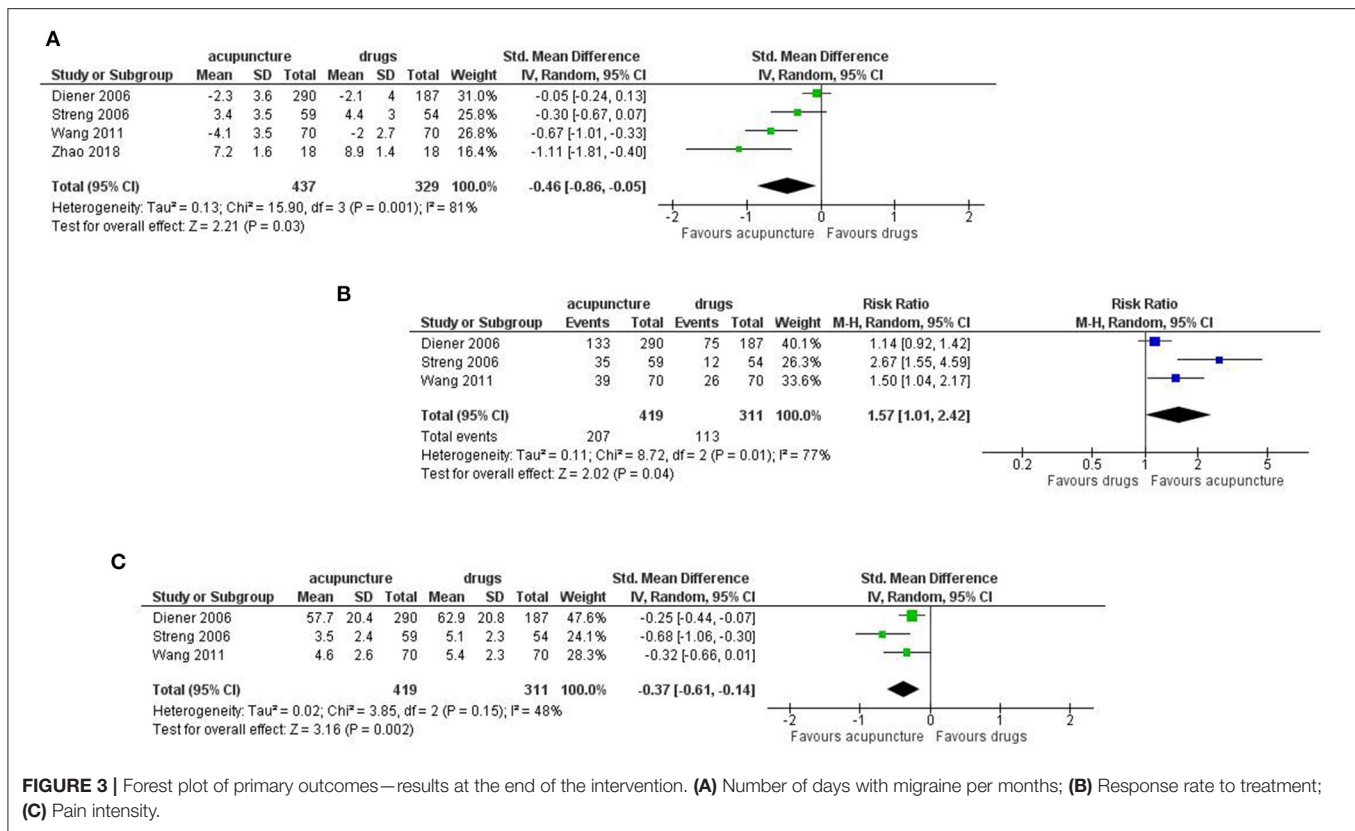 A
acupuncture drugs Std. Mean Difference Std. Mean Difference
Study or Subgroup Mean SD Total Mean SD Total Weight IV, Random, 95% CI IV, Random, 95% CI
Diener 2006 -2.3 3.6 290 -2.1 4 187 31.0% -0.05 [-0.24, 0.13]
Streng 2006 3.4 3.5 59 4.4 3 54 25.8% -0.30 [-0.67, 0.07]
Wang 2011 -4.1 3.5 70 -2 2.7 70 26.8% -0.67 [-1.01, -0.33]
Zhao 2018 7.2 1.6 18 8.9 1.4 18 16.4% -1.11 [-1.81, -0.40]
Total (95% CI) 437 329 100.0% -0.46 [-0.86, -0.05]
Heterogeneity: Tau² = 0.13; Chi² = 15.90, df = 3 (P = 0.001); I² = 81%
Test for overall effect: Z = 2.21 (P = 0.03)
-2 -1 0 1 2
Favours acupuncture Favours drugs
B
acupuncture drugs Risk Ratio Risk Ratio
Study or Subgroup Events Total Events Total Weight M-H, Random, 95% CI M-H, Random, 95% CI
Diener 2006 133 290 75 187 40.1% 1.14 [0.92, 1.42]
Streng 2006 35 59 12 54 26.3% 2.67 [1.55, 4.59]
Wang 2011 39 70 26 70 33.6% 1.50 [1.04, 2.17]
Total (95% CI) 419 311 100.0% 1.57 [1.01, 2.42]
Total events 207 113
Heterogeneity: Tau² = 0.11; Chi² = 8.72, df = 2 (P = 0.01); I² = 77%
Test for overall effect: Z = 2.02 (P = 0.04)
0.2 0.5 1 2 5
Favours drugs Favours acupuncture
C
acupuncture drugs Std. Mean Difference Std. Mean Difference
Study or Subgroup Mean SD Total Mean SD Total Weight IV, Random, 95% CI IV, Random, 95% CI
Diener 2006 57.7 20.4 290 62.9 20.8 187 47.6% -0.25 [-0.44, -0.07]
Streng 2006 3.5 2.4 59 5.1 2.3 54 24.1% -0.68 [-1.06, -0.30]
Wang 2011 4.6 2.6 70 5.4 2.3 70 28.3% -0.32 [-0.66, 0.01]
Total (95% CI) 419 311 100.0% -0.37 [-0.61, -0.14]
Heterogeneity: Tau² = 0.02; Chi² = 3.85, df = 2 (P = 0.15); I² = 48%
Test for overall effect: Z = 3.16 (P = 0.002)
-2 -1 0 1 2
Favours acupuncture Favours drugs
FIGURE 3 | Forest plot of primary outcomes—results at the end of the intervention. (A) Number of days with migraine per months; (B) Response rate to treatment;
(C) Pain intensity.